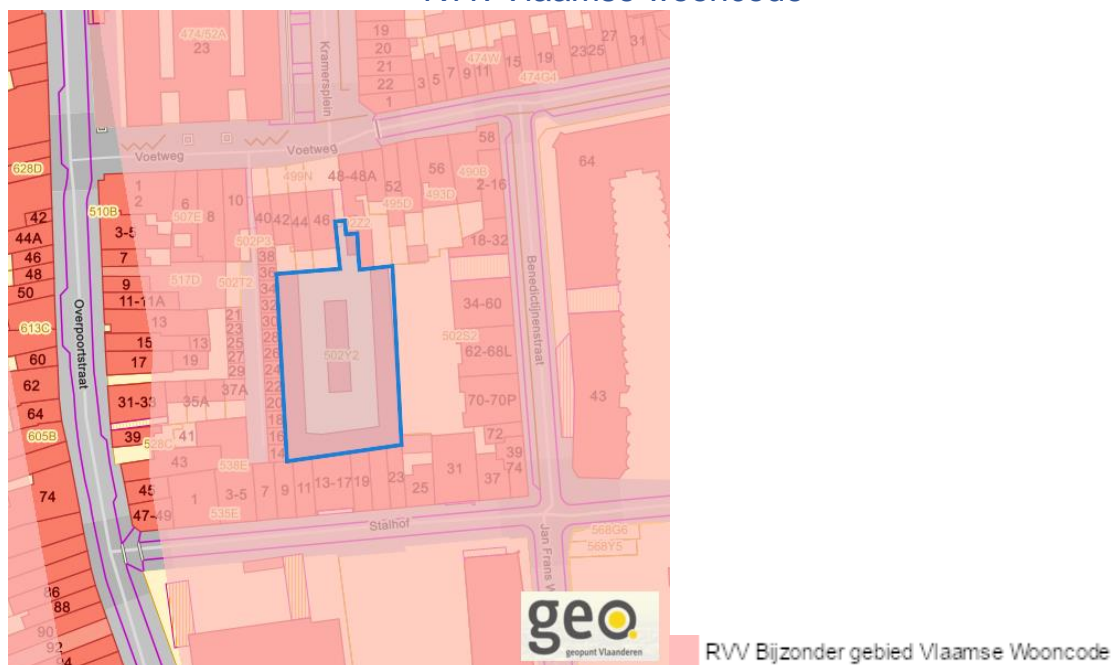 RVV Vlaamse wooncode
474/52A
23
Kramersplein
19
20
21
22
1
3 5 7 9 11 15 19 2325 27 31
474W
474G4
Voetweg
Voetweg
628D
510B
1
2
6
8
10
507E
499N
48-48A
52
56
58
490B
2-16
493D
495D
64
42
44A
46
48
50
613C
60
62
64
605B
74
86
88
90
92
94
Overpoortstraat
3-5
7
9
11-11A
13
15
13
17
19
31-33
35A
37A
39
41
528C
43
45
47-49
517D
502T2
502P3
21
23
25
27
29
40 42 44 46
38
36
34
32
30
28
26
24
22
20
18
16
14
502Y2
502S2
18-32
34-60
62-68L
70-70P
72
39
74
43
Benedictijnenstraat
535E
535E
1 3-5 7 9 11 13-17 19 23 25 31 37
Stalhof
Jan Frans W
568G6
568Y5
geo
geopunt Vlaanderen
RVV Bijzonder gebied Vlaamse Wooncode